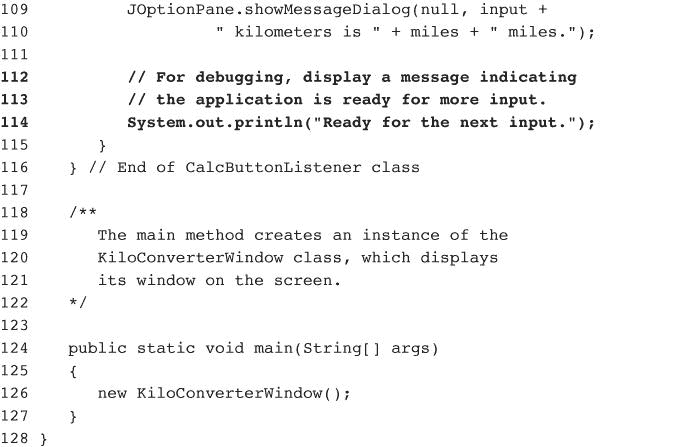 109         JOptionPane.showMessageDialog(null, input +
110                  " kilometers is " + miles + " miles.");
111
112         // For debugging, display a message indicating
113         // the application is ready for more input.
114         System.out.println("Ready for the next input.");
115      }
116   } // End of CalcButtonListener class
117
118   /**
119      The main method creates an instance of the
120      KiloConverterWindow class, which displays
121      its window on the screen.
122   */
123
124   public static void main(String[] args)
125   {
126      new KiloConverterWindow();
127   }
128 }